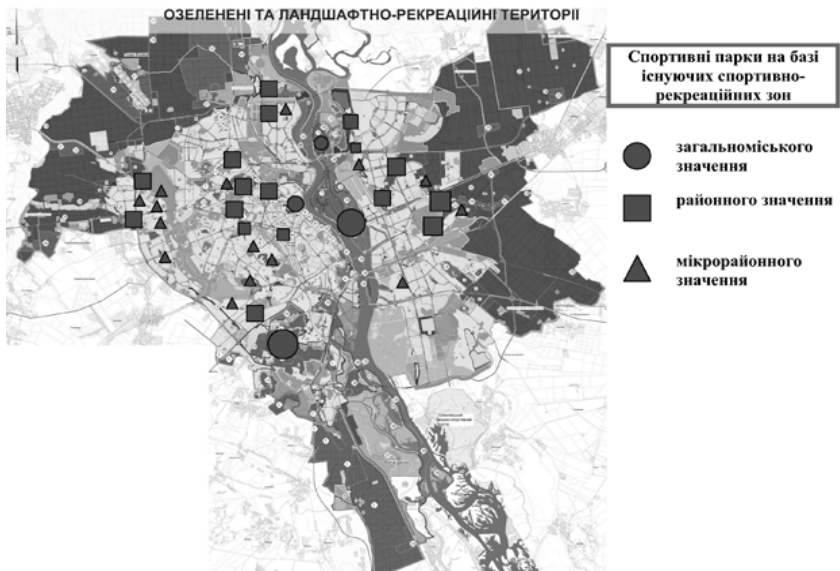 ОЗЕЛЕНЕНІ ТА ЛАНДШАФТНО-РЕКРЕАЦІЙНІ ТЕРИТОРІЇ
Спортивні парки на базі
існуючих спортивно-
рекреаційних зон
загальноміського
значення
районного значення
мікрорайонного
значення